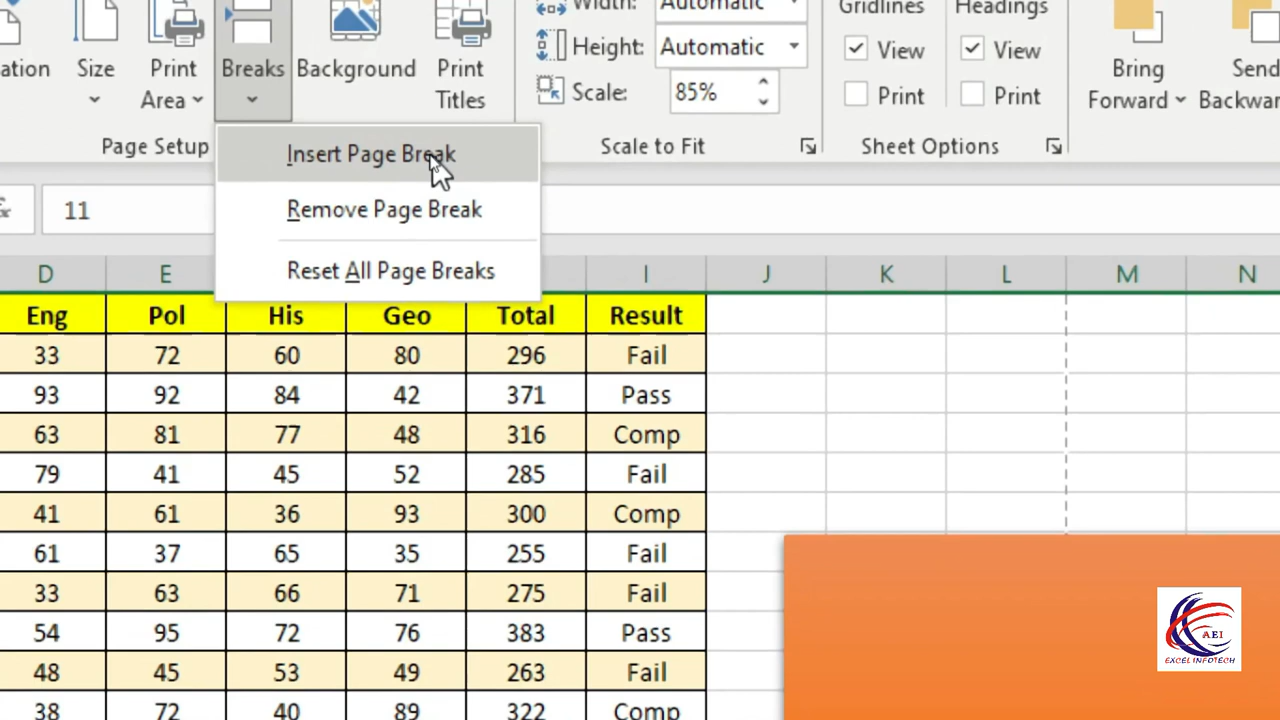 Width: Automatic
Gridlines Headings
ation Size Print Area Breaks Background Print Titles
Height: Automatic
View View
Bring Forward Send Backwar
Scale: 85%
Print Print
Page Setup Scale to Fit Sheet Options
Insert Page Break
Remove Page Break
Reset All Page Breaks
fx 11
D E I J K L M N
Eng Pol His Geo Total Result
33 72 60 80 296 Fail
93 92 84 42 371 Pass
63 81 77 48 316 Comp
79 41 45 52 285 Fail
41 61 36 93 300 Comp
61 37 65 35 255 Fail
33 63 66 71 275 Fail
54 95 72 76 383 Pass
48 45 53 49 263 Fail
38 72 40 89 322 Comp
AEI
EXCEL INFOTECH